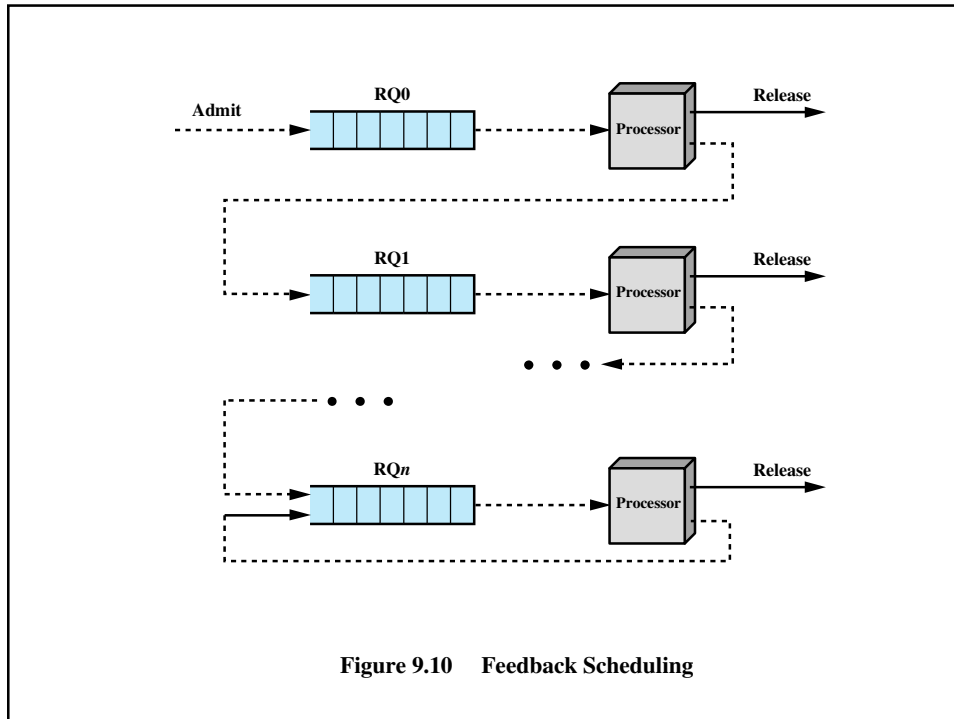 RQ0
Admit
Release
Processor
RQ1
Release
Processor
RQn
Release
Processor
Figure 9.10 Feedback Scheduling